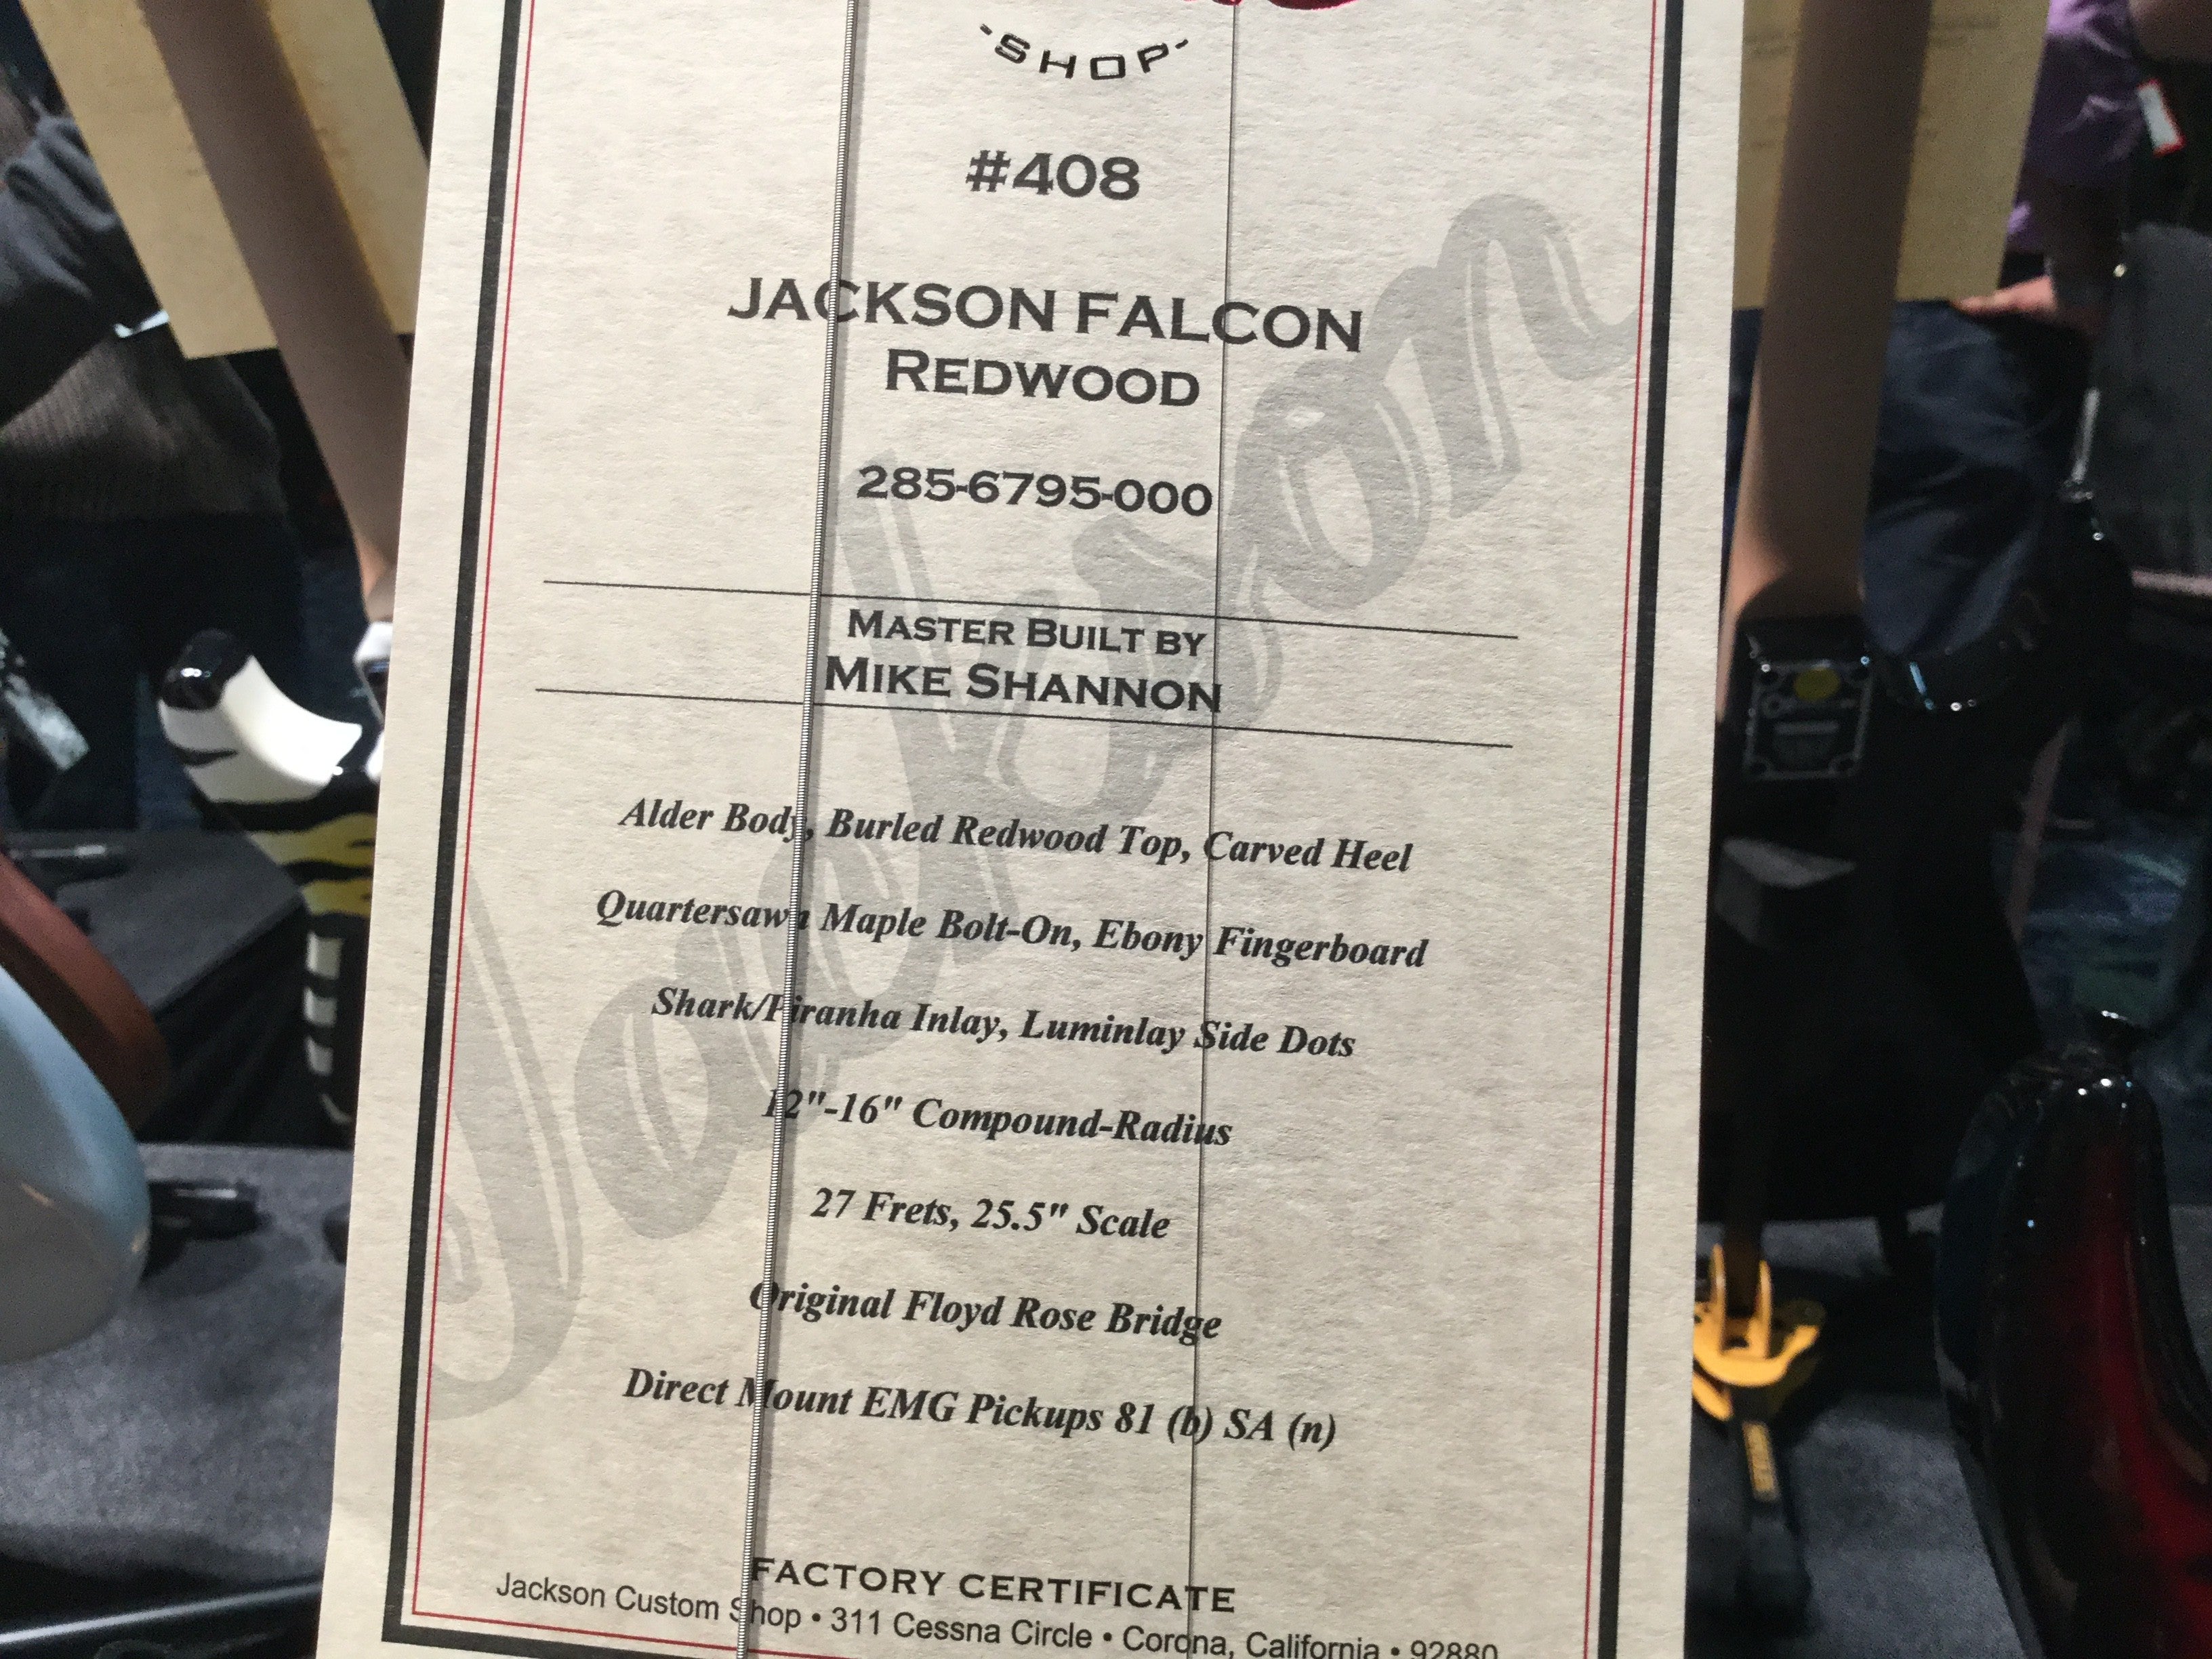 SHOP
#408
JACKSON FALCON
REDWOOD
285-6795-000
MASTER BUILT BY
MIKE SHANNON
Alder Body, Burled Redwood Top, Carved Heel
Quartersawn Maple Bolt-On, Ebony Fingerboard
Shark/Piranha Inlay, Luminlay Side Dots
12"-16" Compound-Radius
27 Frets, 25.5" Scale
Original Floyd Rose Bridge
Direct Mount EMG Pickups 81 (b) SA (n)
FACTORY CERTIFICATE
Jackson Custom Shop • 311 Cessna Circle • Corona, California • 92880
Jackson